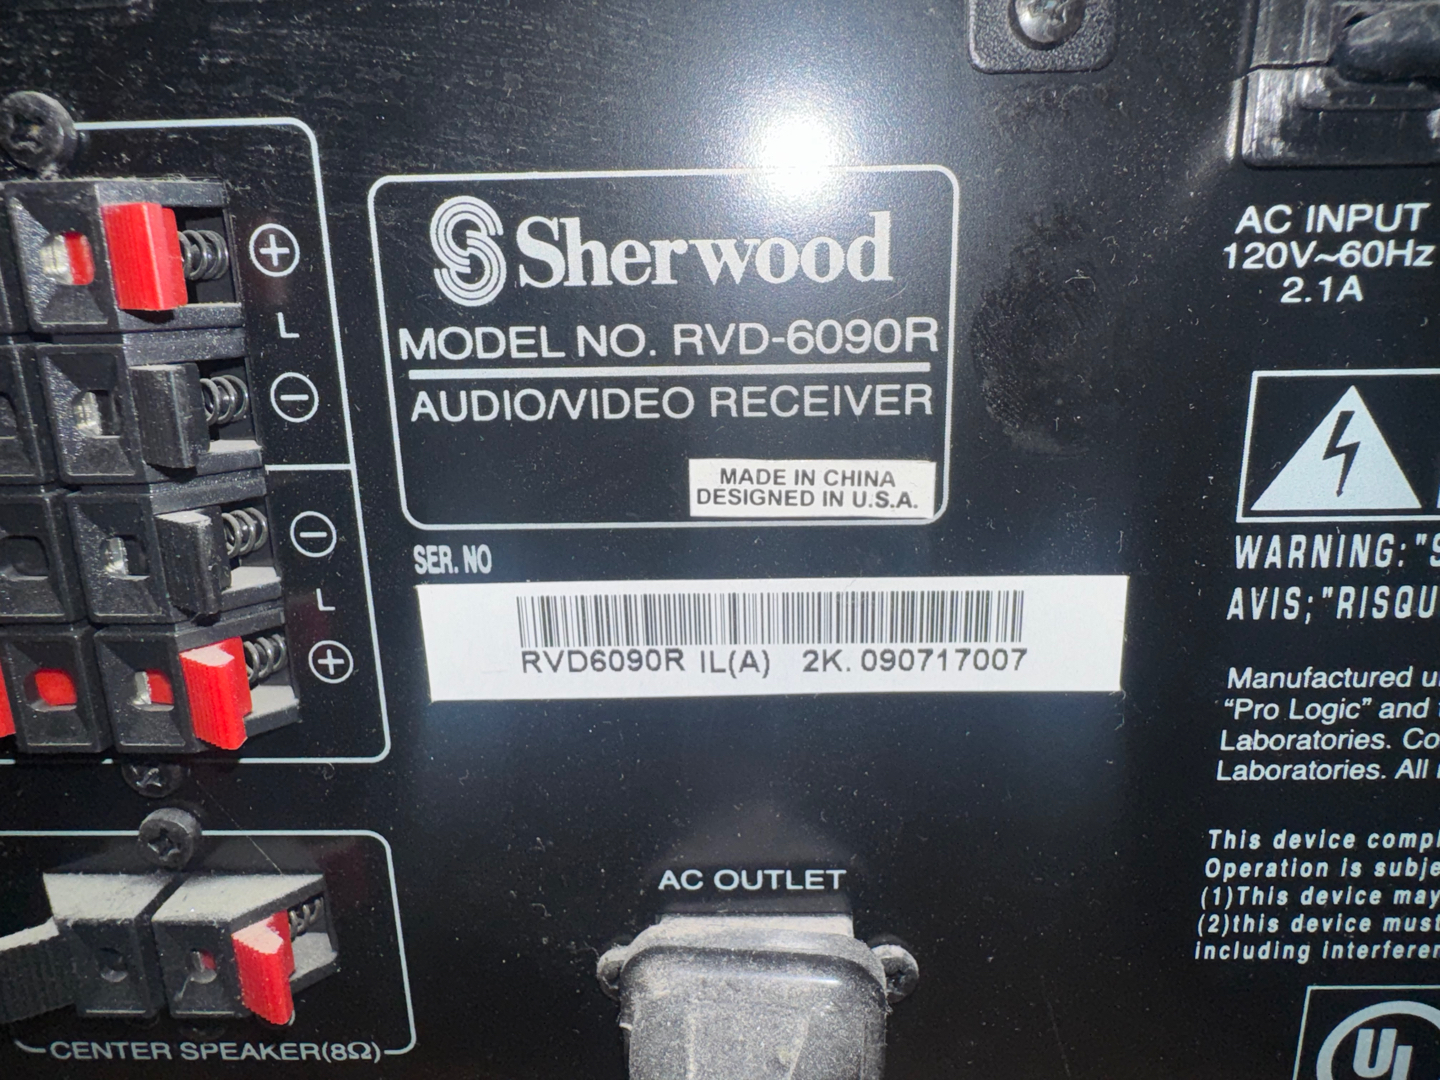 +
L
−
−
L
+
CENTER SPEAKER(8Ω)
Sherwood
MODEL NO. RVD-6090R
AUDIO/VIDEO RECEIVER
MADE IN CHINA
DESIGNED IN U.S.A.
SER. NO
RVD6090R IL(A) 2K. 090717007
AC OUTLET
AC INPUT
120V~60Hz
2.1A
WARNING: "S
AVIS;"RISQU
Manufactured u
"Pro Logic" and
Laboratories. Co
Laboratories. All
This device compl
Operation is subje
(1)This device may
(2)this device must
including interferen
UL